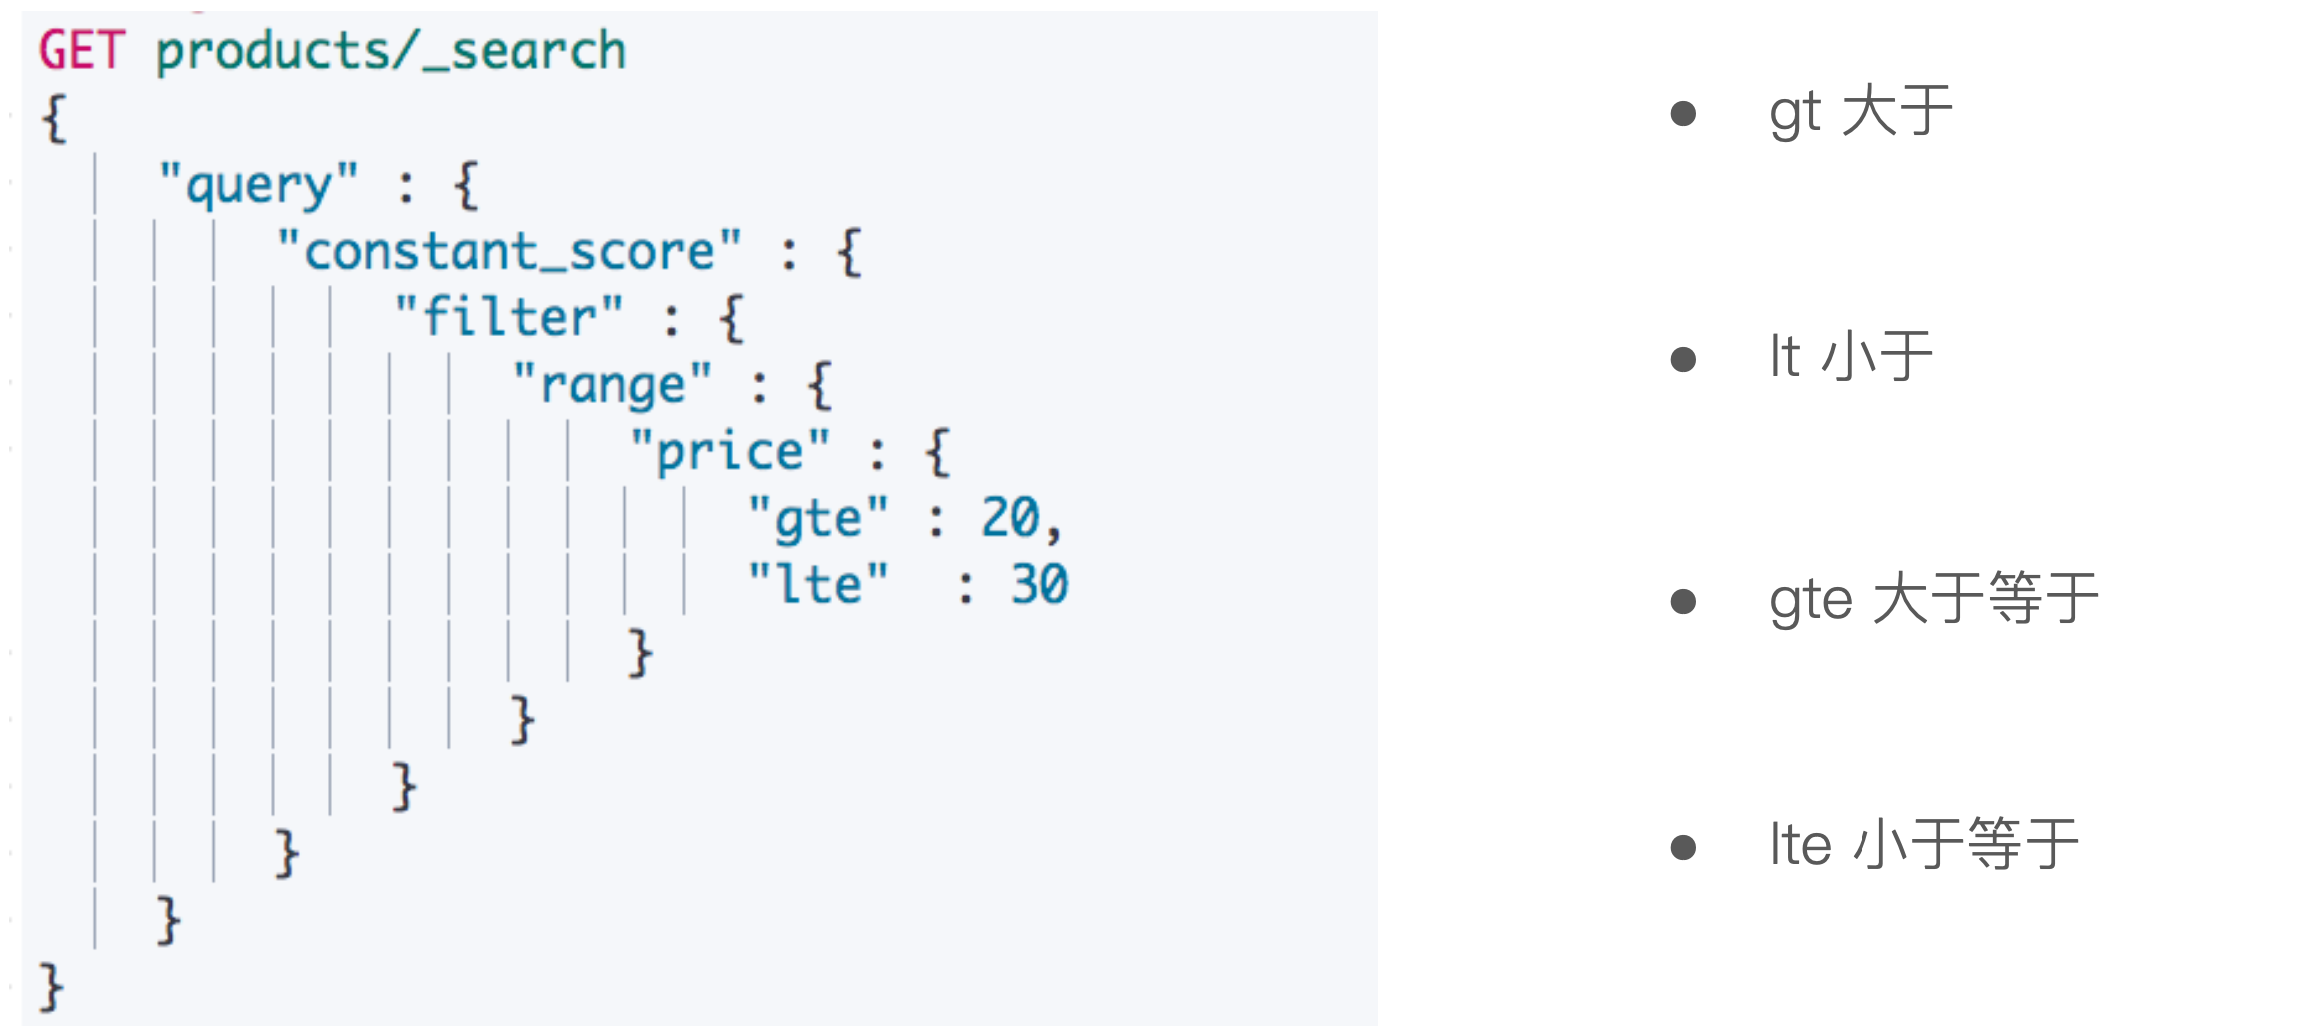 GET products/_search
{
"query" : {
"constant_score" : {
"filter" : {
"range" : {
"price" : {
"gte" : 20,
"lte"  : 30
}
}
}
}
}
}
• gt 大于
• lt 小于
• gte 大于等于
• lte 小于等于